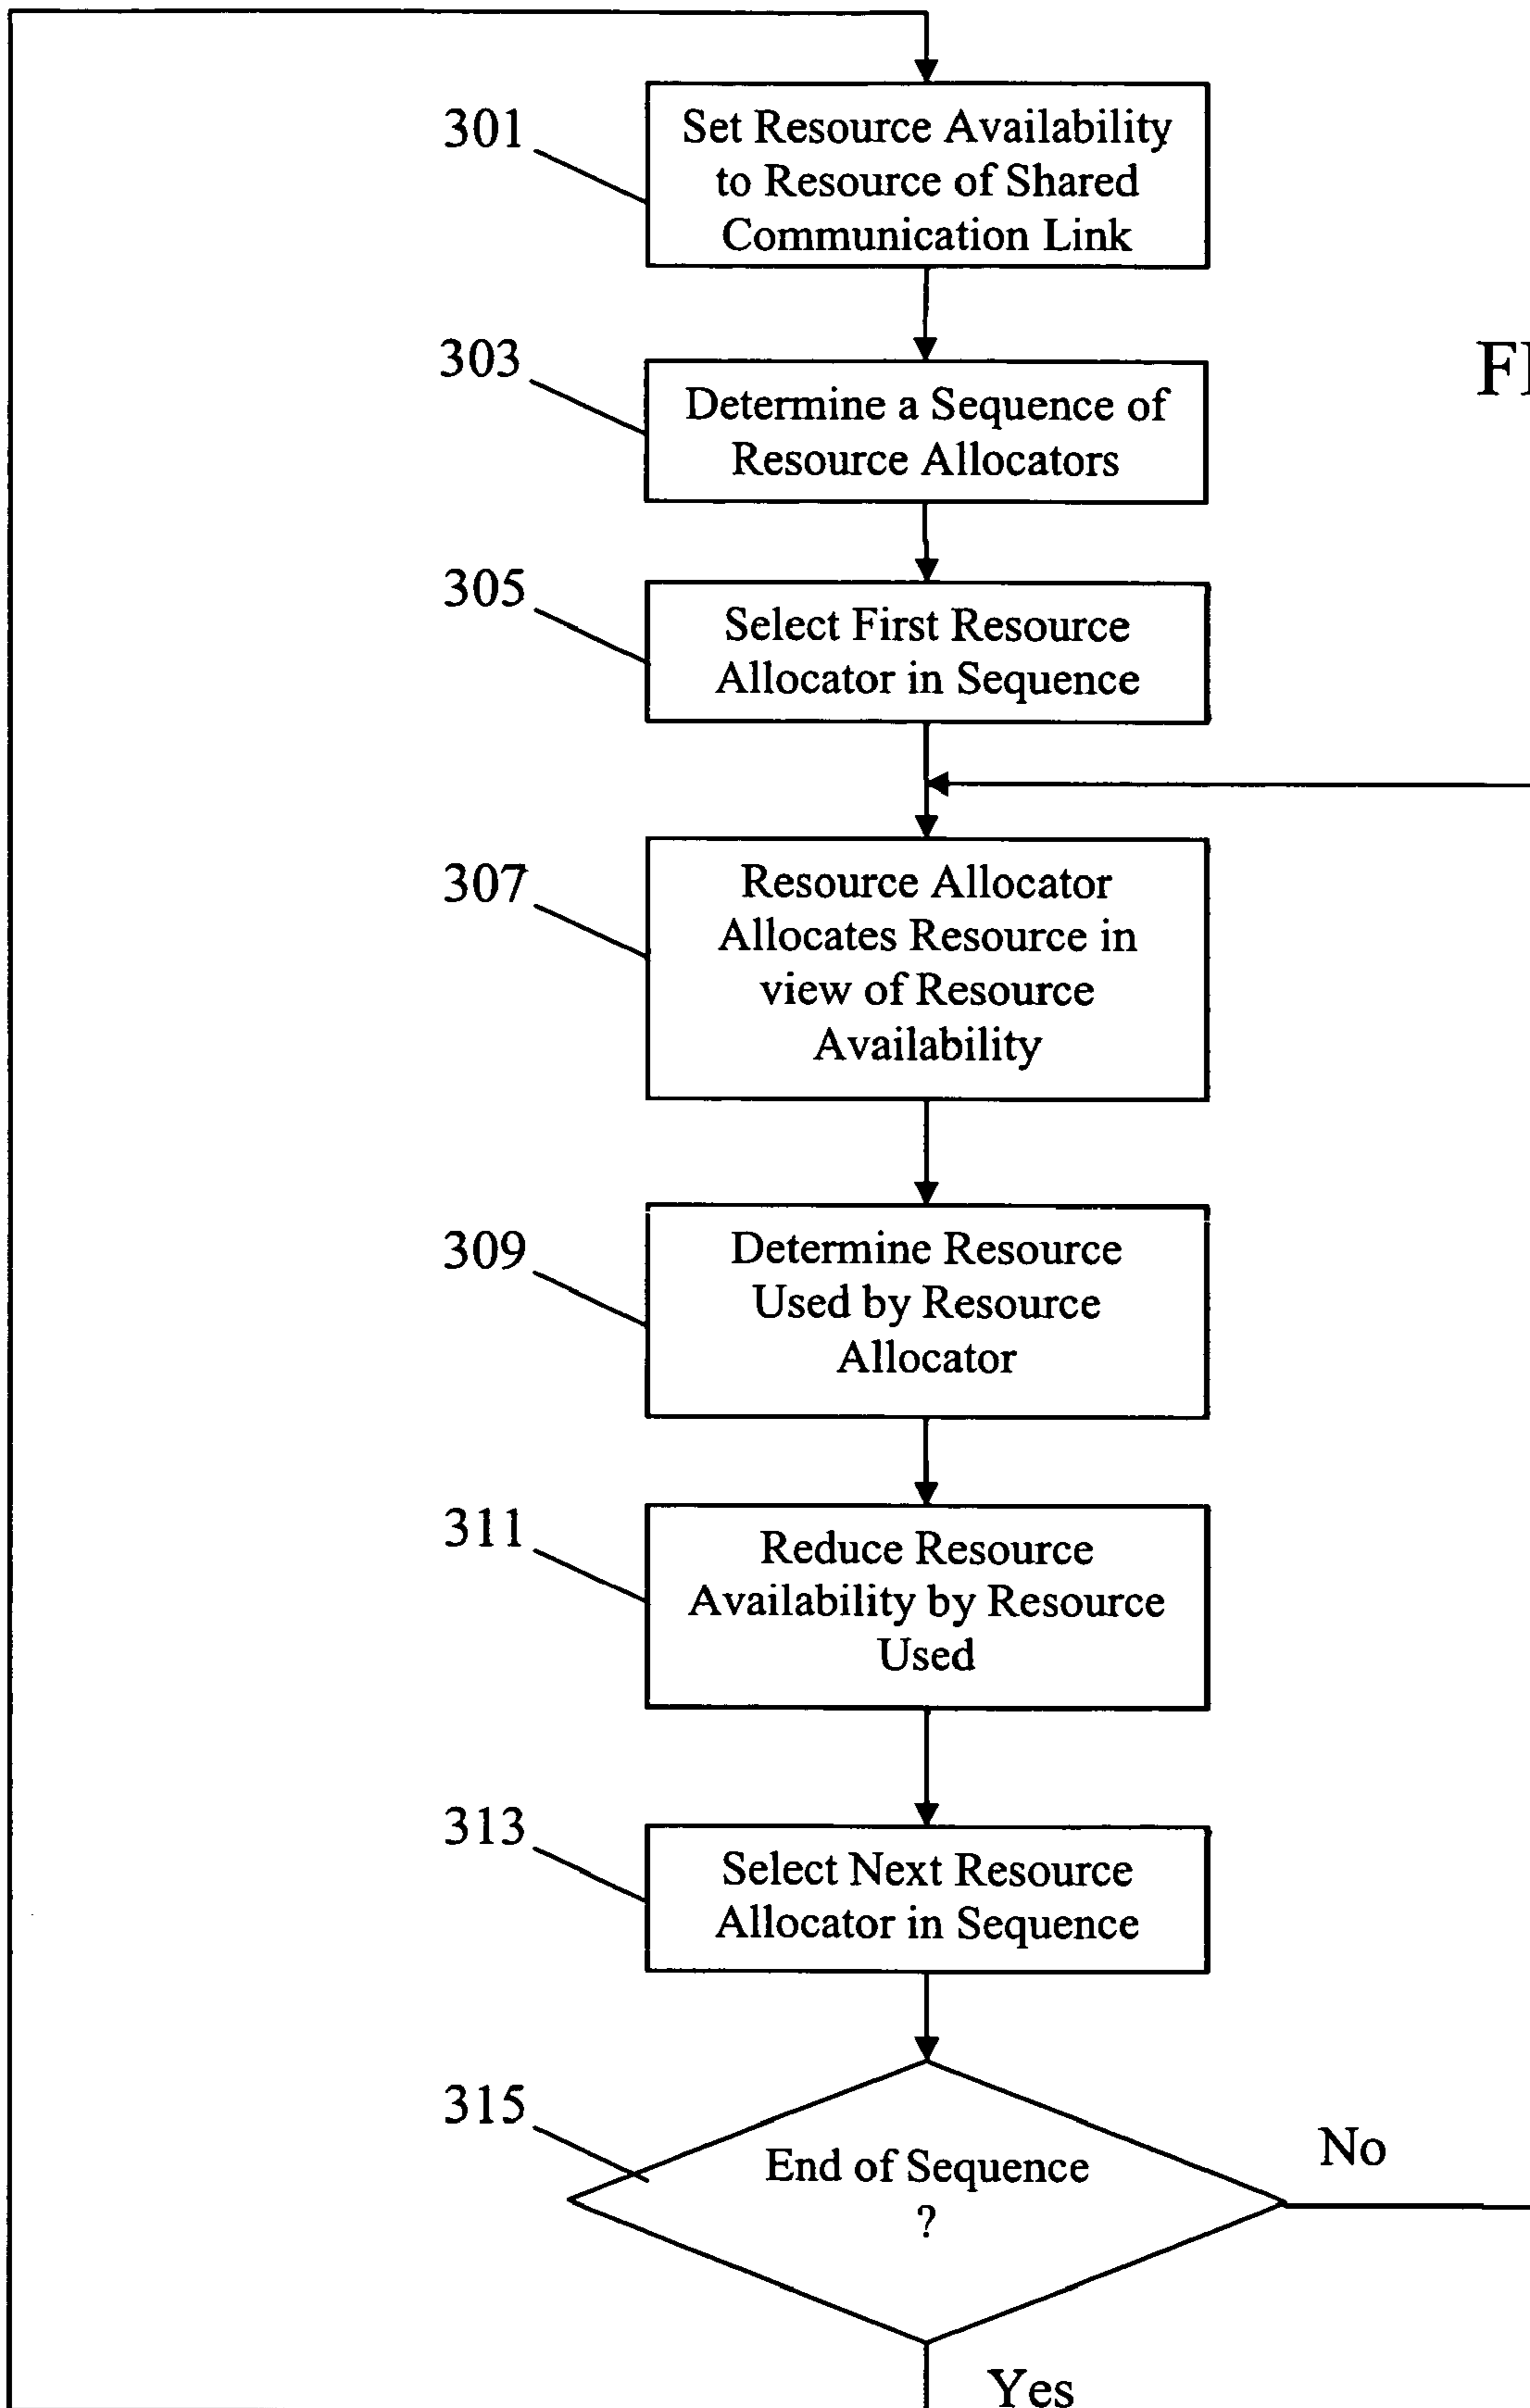 301
Set Resource Availability
to Resource of Shared
Communication Link
303
FI
Determine a Sequence of
Resource Allocators
305
Select First Resource
Allocator in Sequence
307
Resource Allocator
Allocates Resource in
view of Resource
Availability
309
Determine Resource
Used by Resource
Allocator
311
Reduce Resource
Availability by Resource
Used
313
Select Next Resource
Allocator in Sequence
315
End of Sequence
?
No
Yes